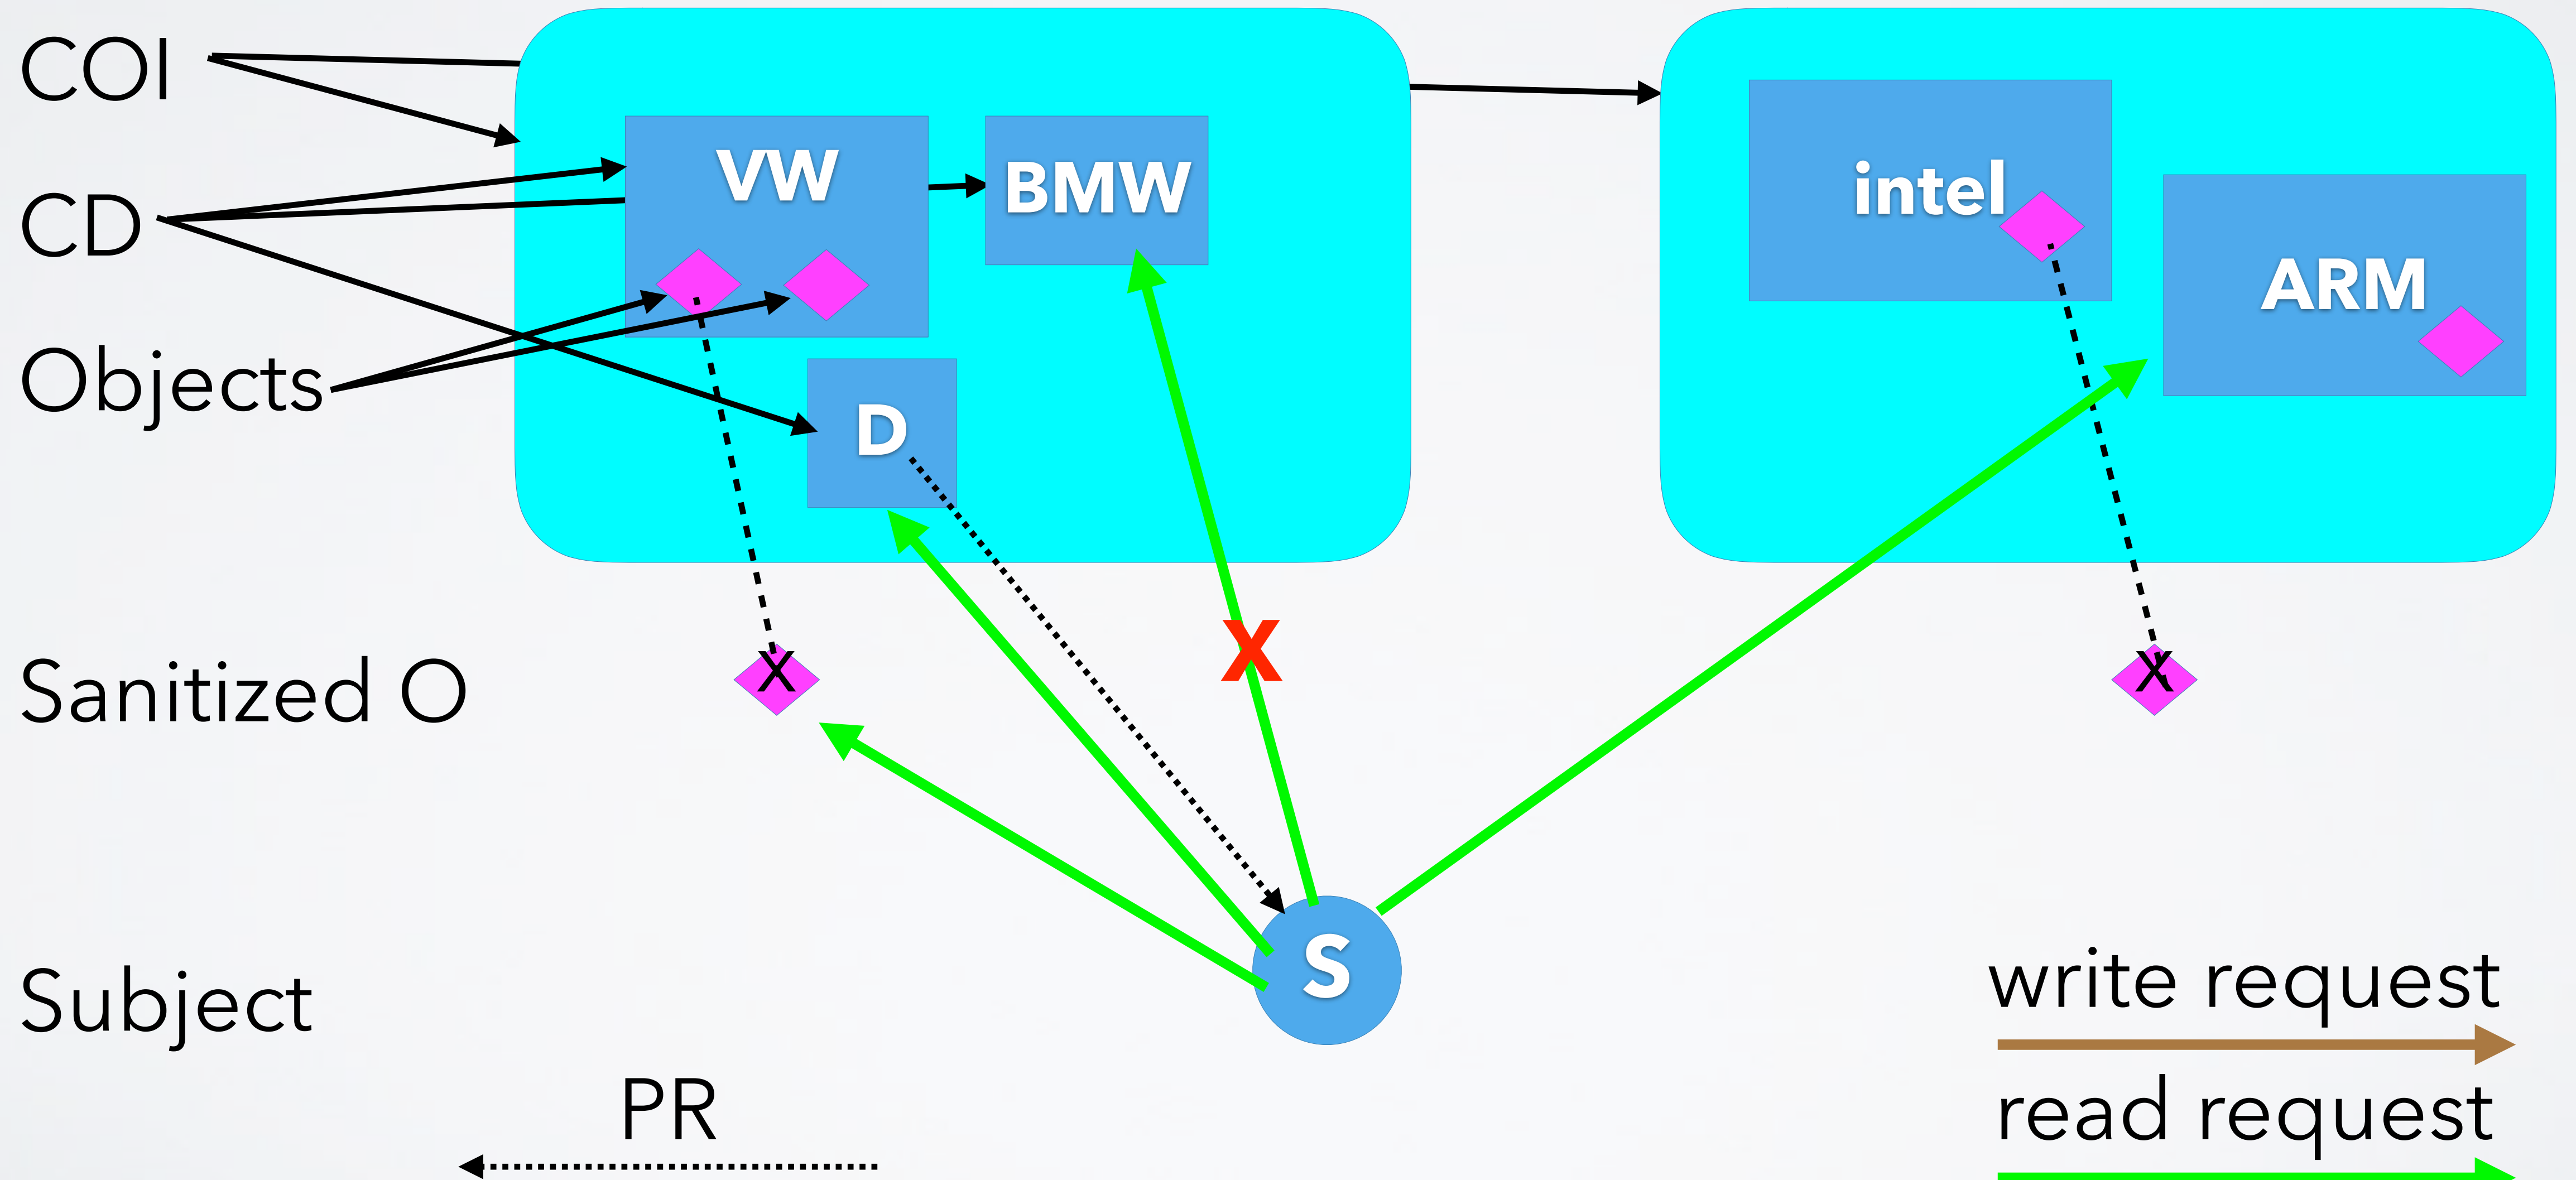 COI
VW
BMW
intel
CD
ARM
Objects
D
X
Sanitized O
X
X
S
Subject
write request
PR
read request